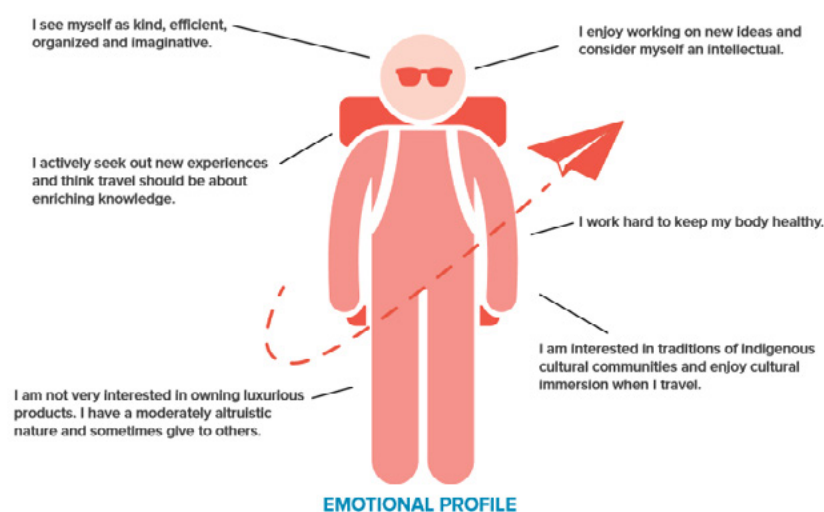 I see myself as kind, efficient,
organized and imaginative.
I enjoy working on new ideas and
consider myself an intellectual.
I actively seek out new experiences
and think travel should be about
enriching knowledge.
I work hard to keep my body healthy.
I am interested in traditions of indigenous
cultural communities and enjoy cultural
immersion when I travel.
I am not very interested in owning luxurious
products. I have a moderately altruistic
nature and sometimes give to others.
EMOTIONAL PROFILE